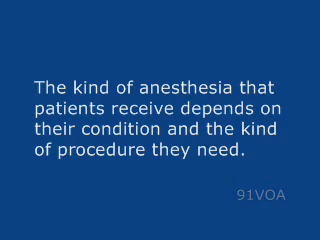 The kind of anesthesia that
patients receive depends on
their condition and the kind
of procedure they need.
91VOA